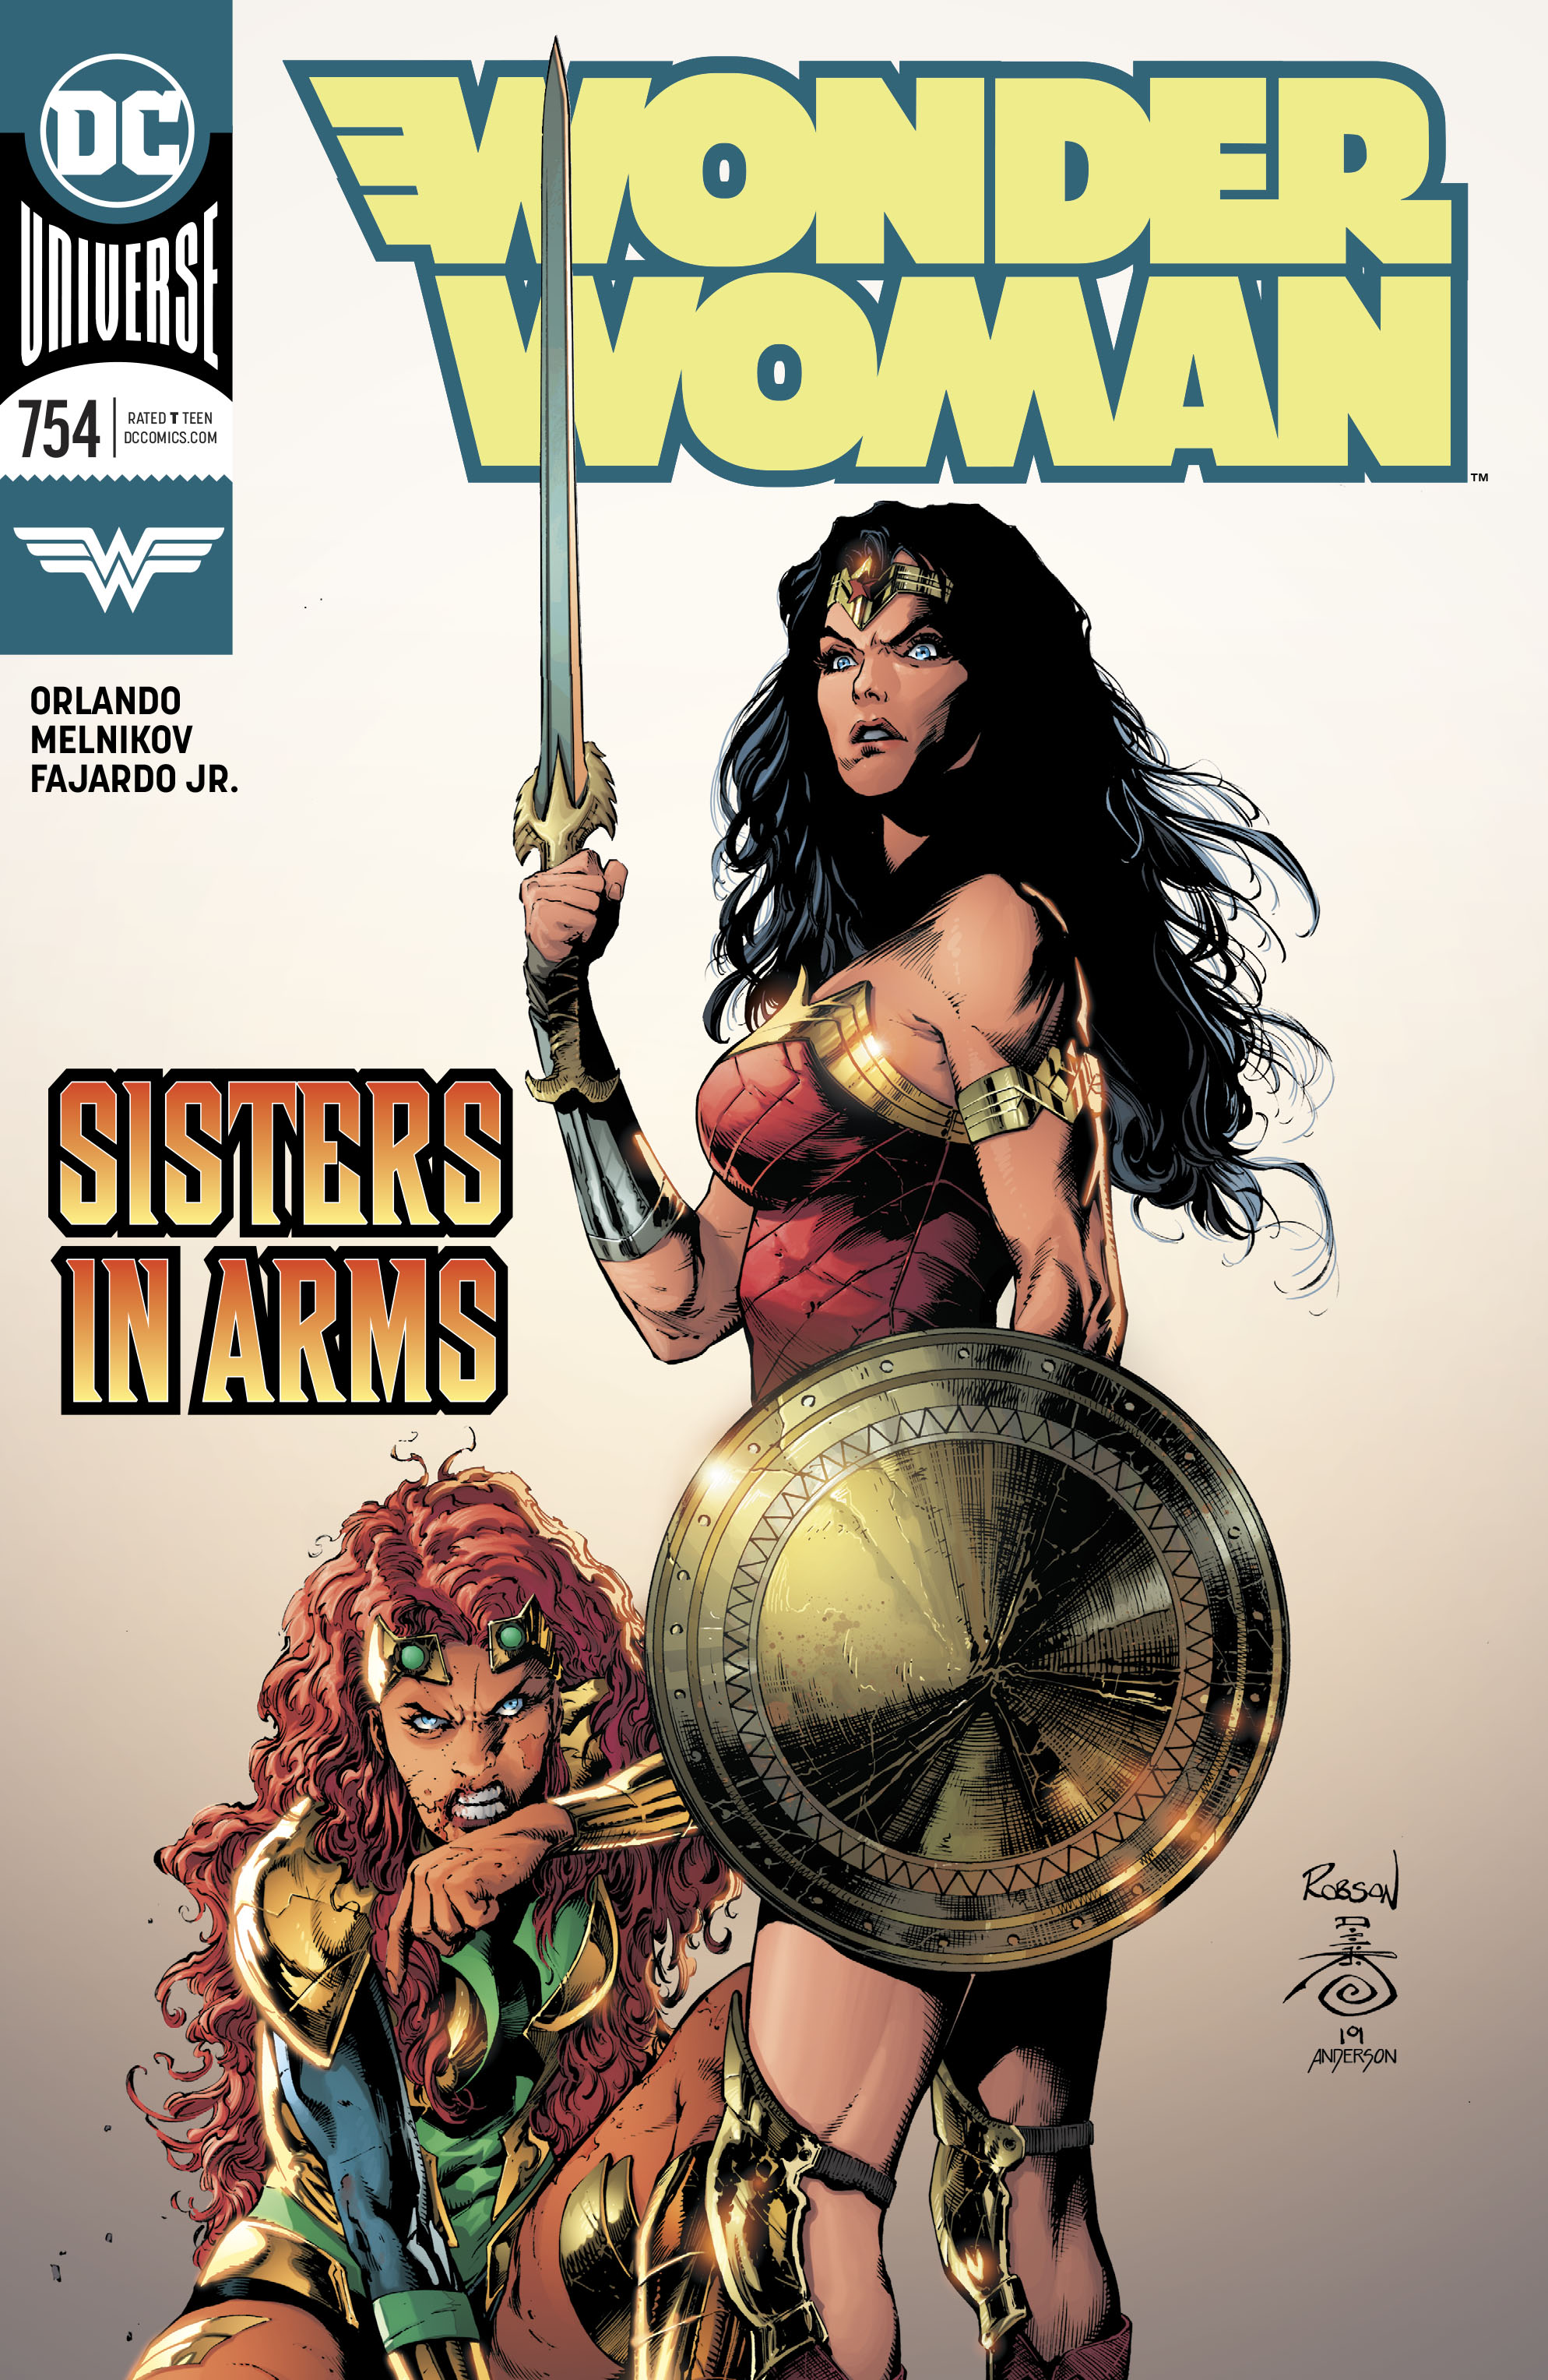 DC
UNIVERSE
754
RATED T TEEN
DCCOMICS.COM
WONDER
WOMAN
TM
ORLANDO
MELNIKOV
FAJARDO JR.
SISTERS
IN ARMS
ROBSON
19
ANDERSON